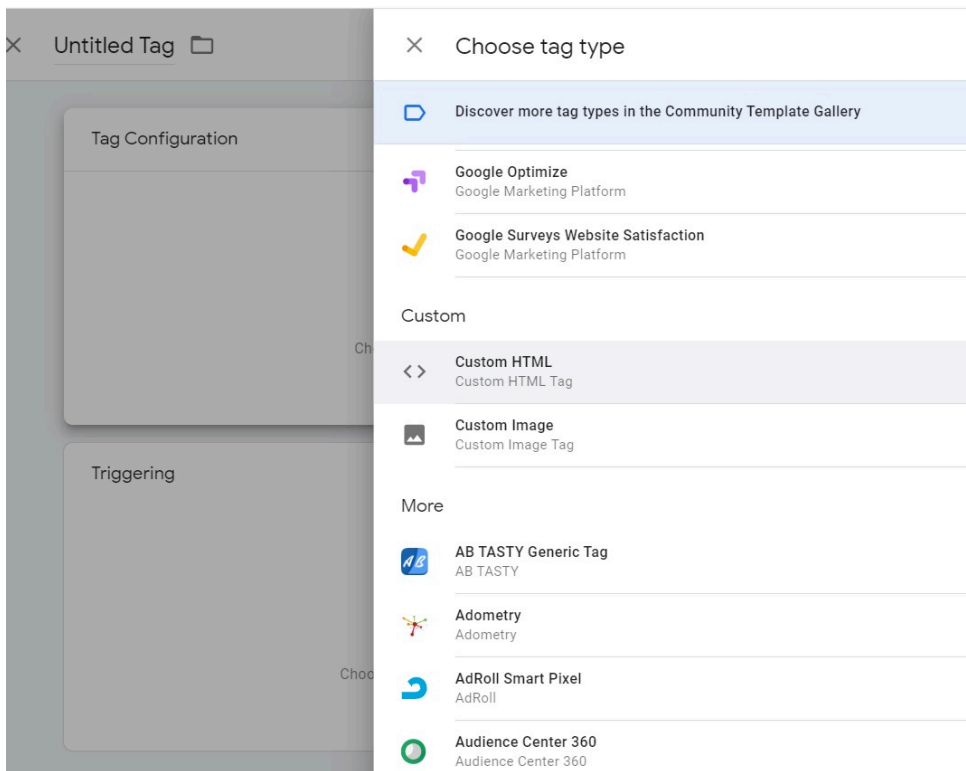 Untitled Tag
Choose tag type
Discover more tag types in the Community Template Gallery
Tag Configuration
Google Optimize
Google Marketing Platform
Google Surveys Website Satisfaction
Google Marketing Platform
Custom
Ch
Custom HTML
Custom HTML Tag
Custom Image
Custom Image Tag
Triggering
More
AB TASTY Generic Tag
AB TASTY
Adometry
Adometry
Choo
AdRoll Smart Pixel
AdRoll
Audience Center 360
Audience Center 360